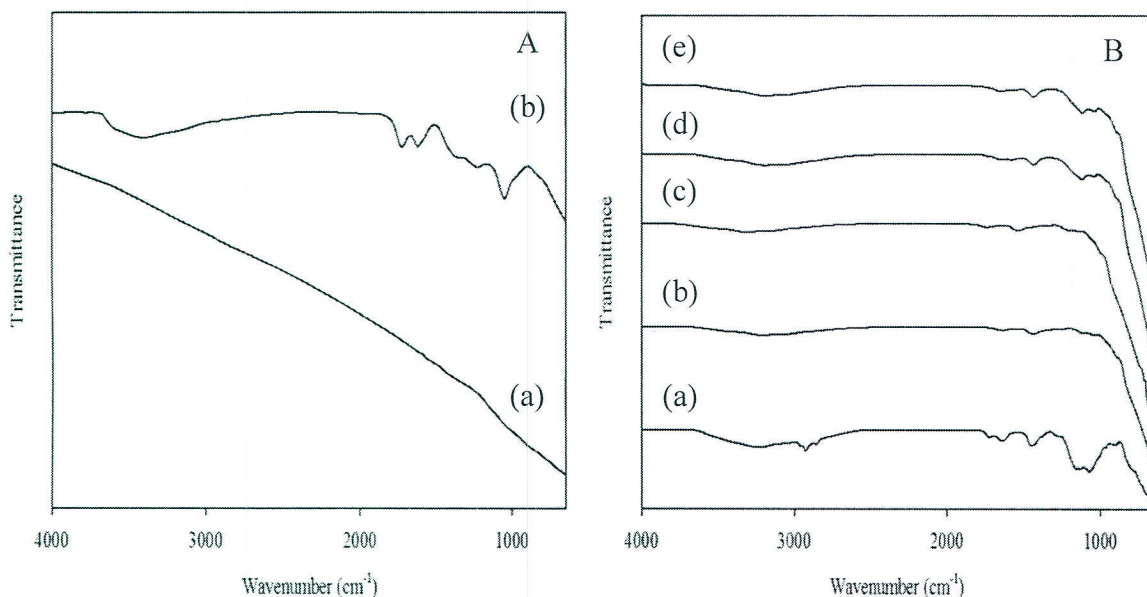 A
(b)
(a)
Transmittance
4000 3000 2000 1000
Wavenumber (cm-1)
B
(e)
(d)
(c)
(b)
(a)
Transmittance
4000 3000 2000 1000
Wavenumber (cm-1)